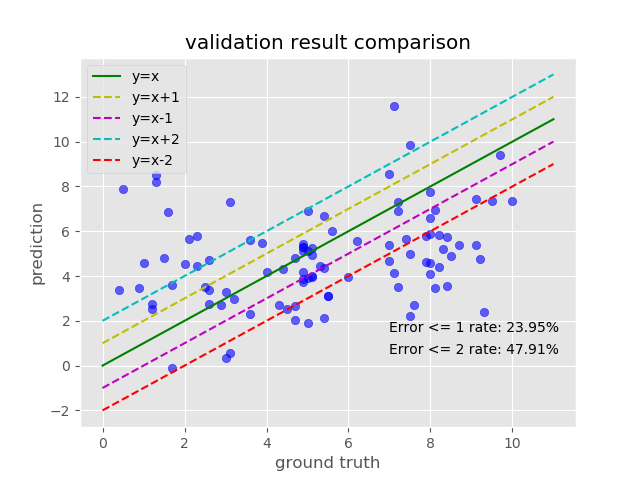 validation result comparison
y=x
y=x+1
y=x-1
y=x+2
y=x-2
12
10
8
6
4
2
0
−2
prediction
Error <= 1 rate: 23.95%
Error <= 2 rate: 47.91%
0 2 4 6 8 10
ground truth